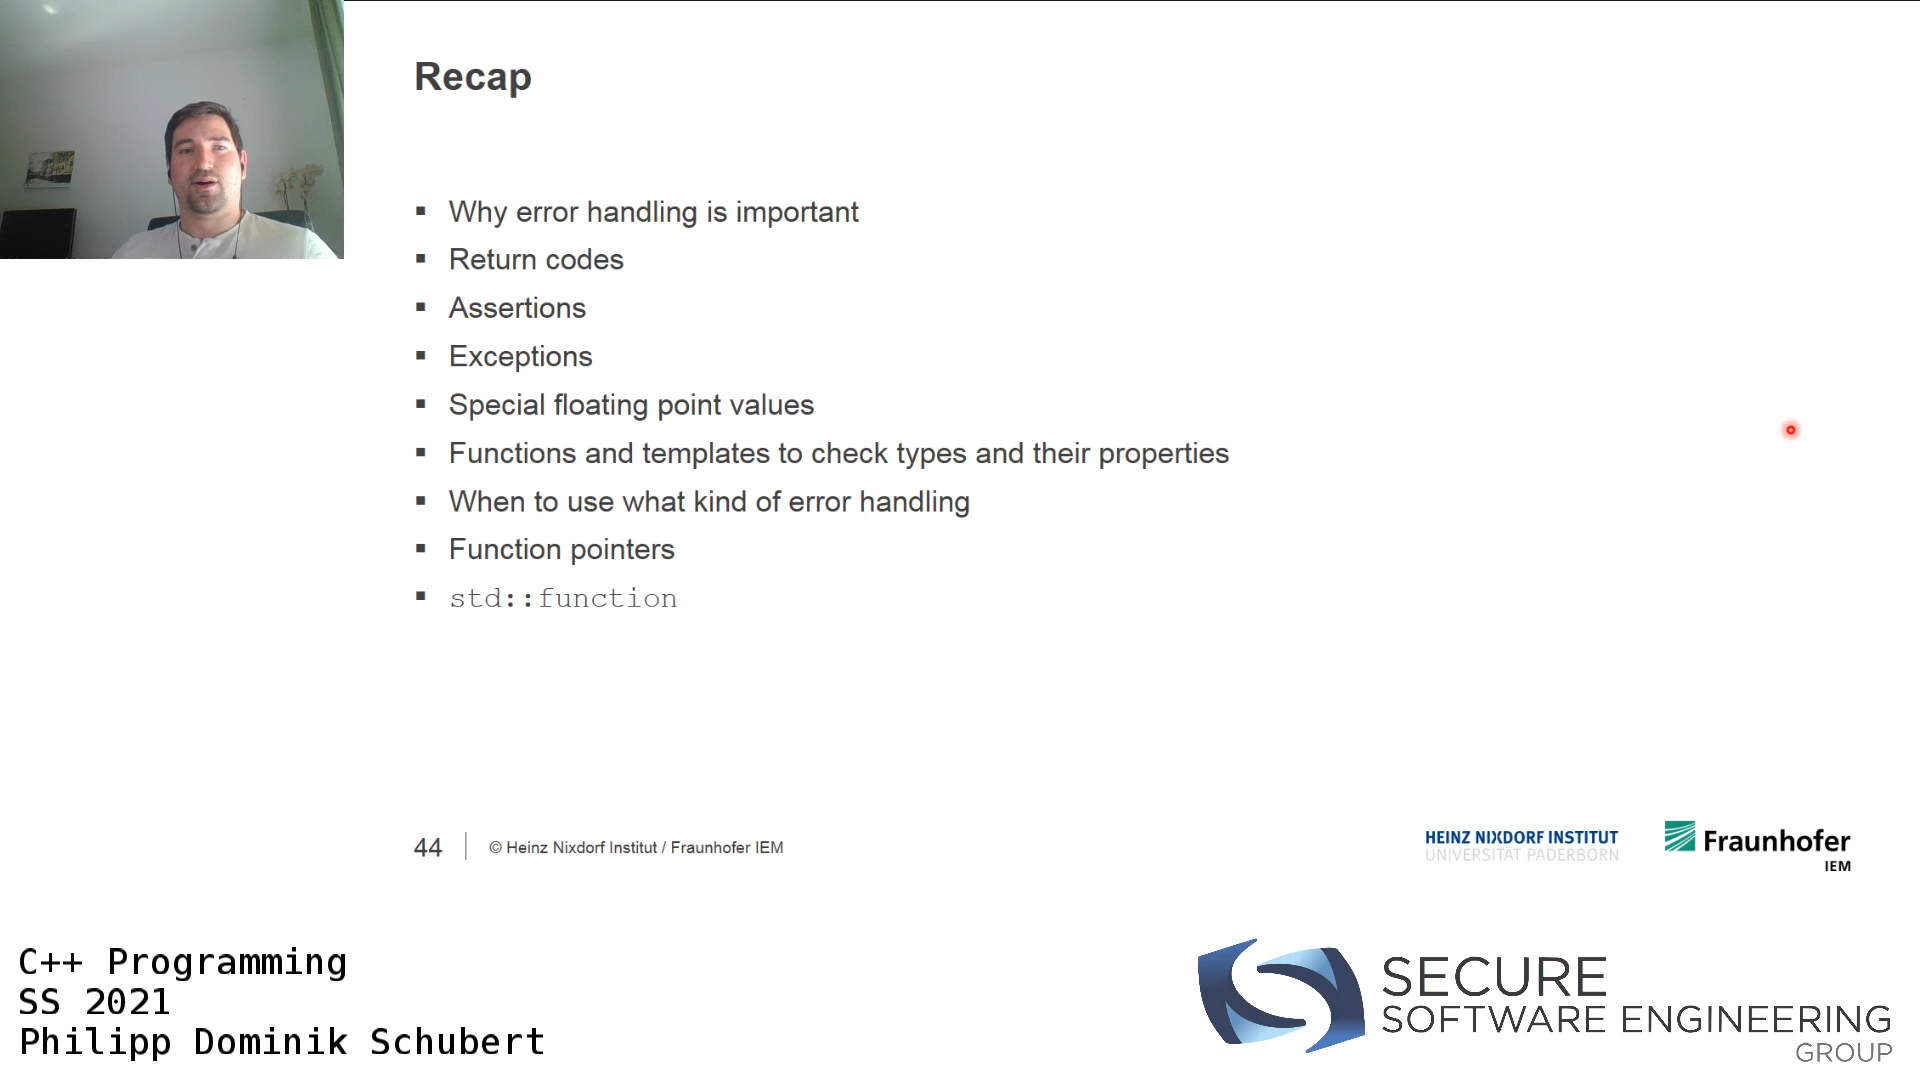 Recap
Why error handling is important
Return codes
Assertions
Exceptions
Special floating point values
Functions and templates to check types and their properties
When to use what kind of error handling
Function pointers
std::function
44
© Heinz Nixdorf Institut / Fraunhofer IEM
HEINZ NIXDORF INSTITUT
UNIVERSITÄT PADERBORN
Fraunhofer
IEM
C++ Programming
SS 2021
Philipp Dominik Schubert
SECURE
SOFTWARE ENGINEERING
GROUP